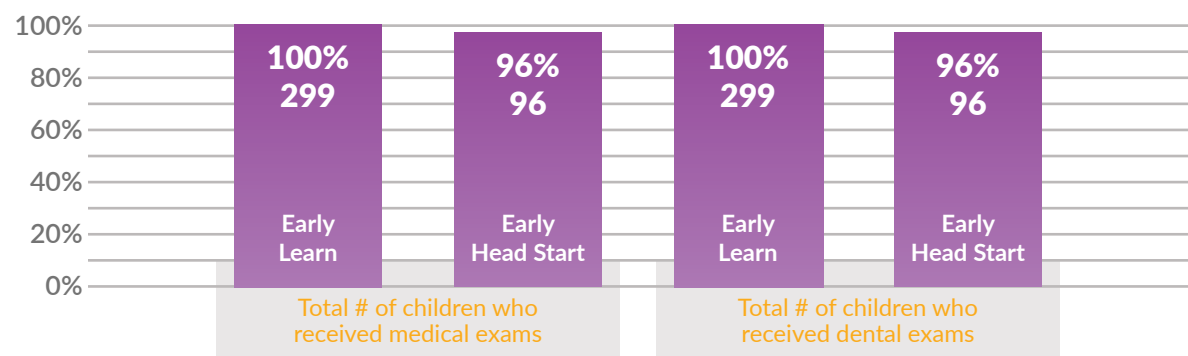 100%
80%
60%
40%
20%
0%
100%
299
Early
Learn
96%
96
Early
Head Start
Total # of children who
received medical exams
100%
299
Early
Learn
96%
96
Early
Head Start
Total # of children who
received dental exams